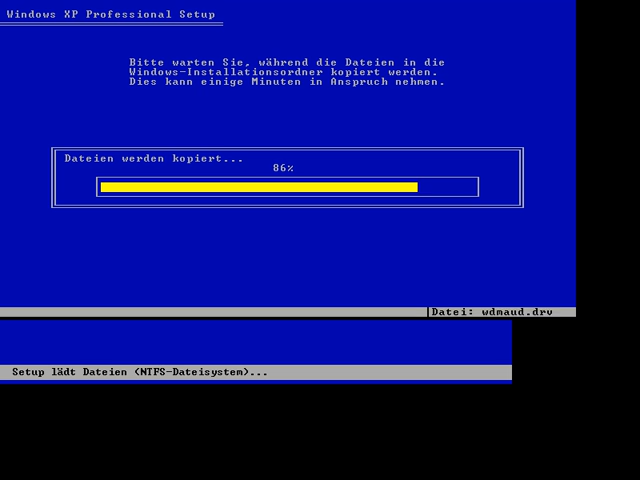 Windows XP Professional Setup
Bitte warten Sie, während die Dateien in die
Windows-Installationsordner kopiert werden.
Dies kann einige Minuten in Anspruch nehmen.
Dateien werden kopiert...
86%
Datei: wdmaud.drv
Setup lädt Dateien (NTFS-Dateisystem)...